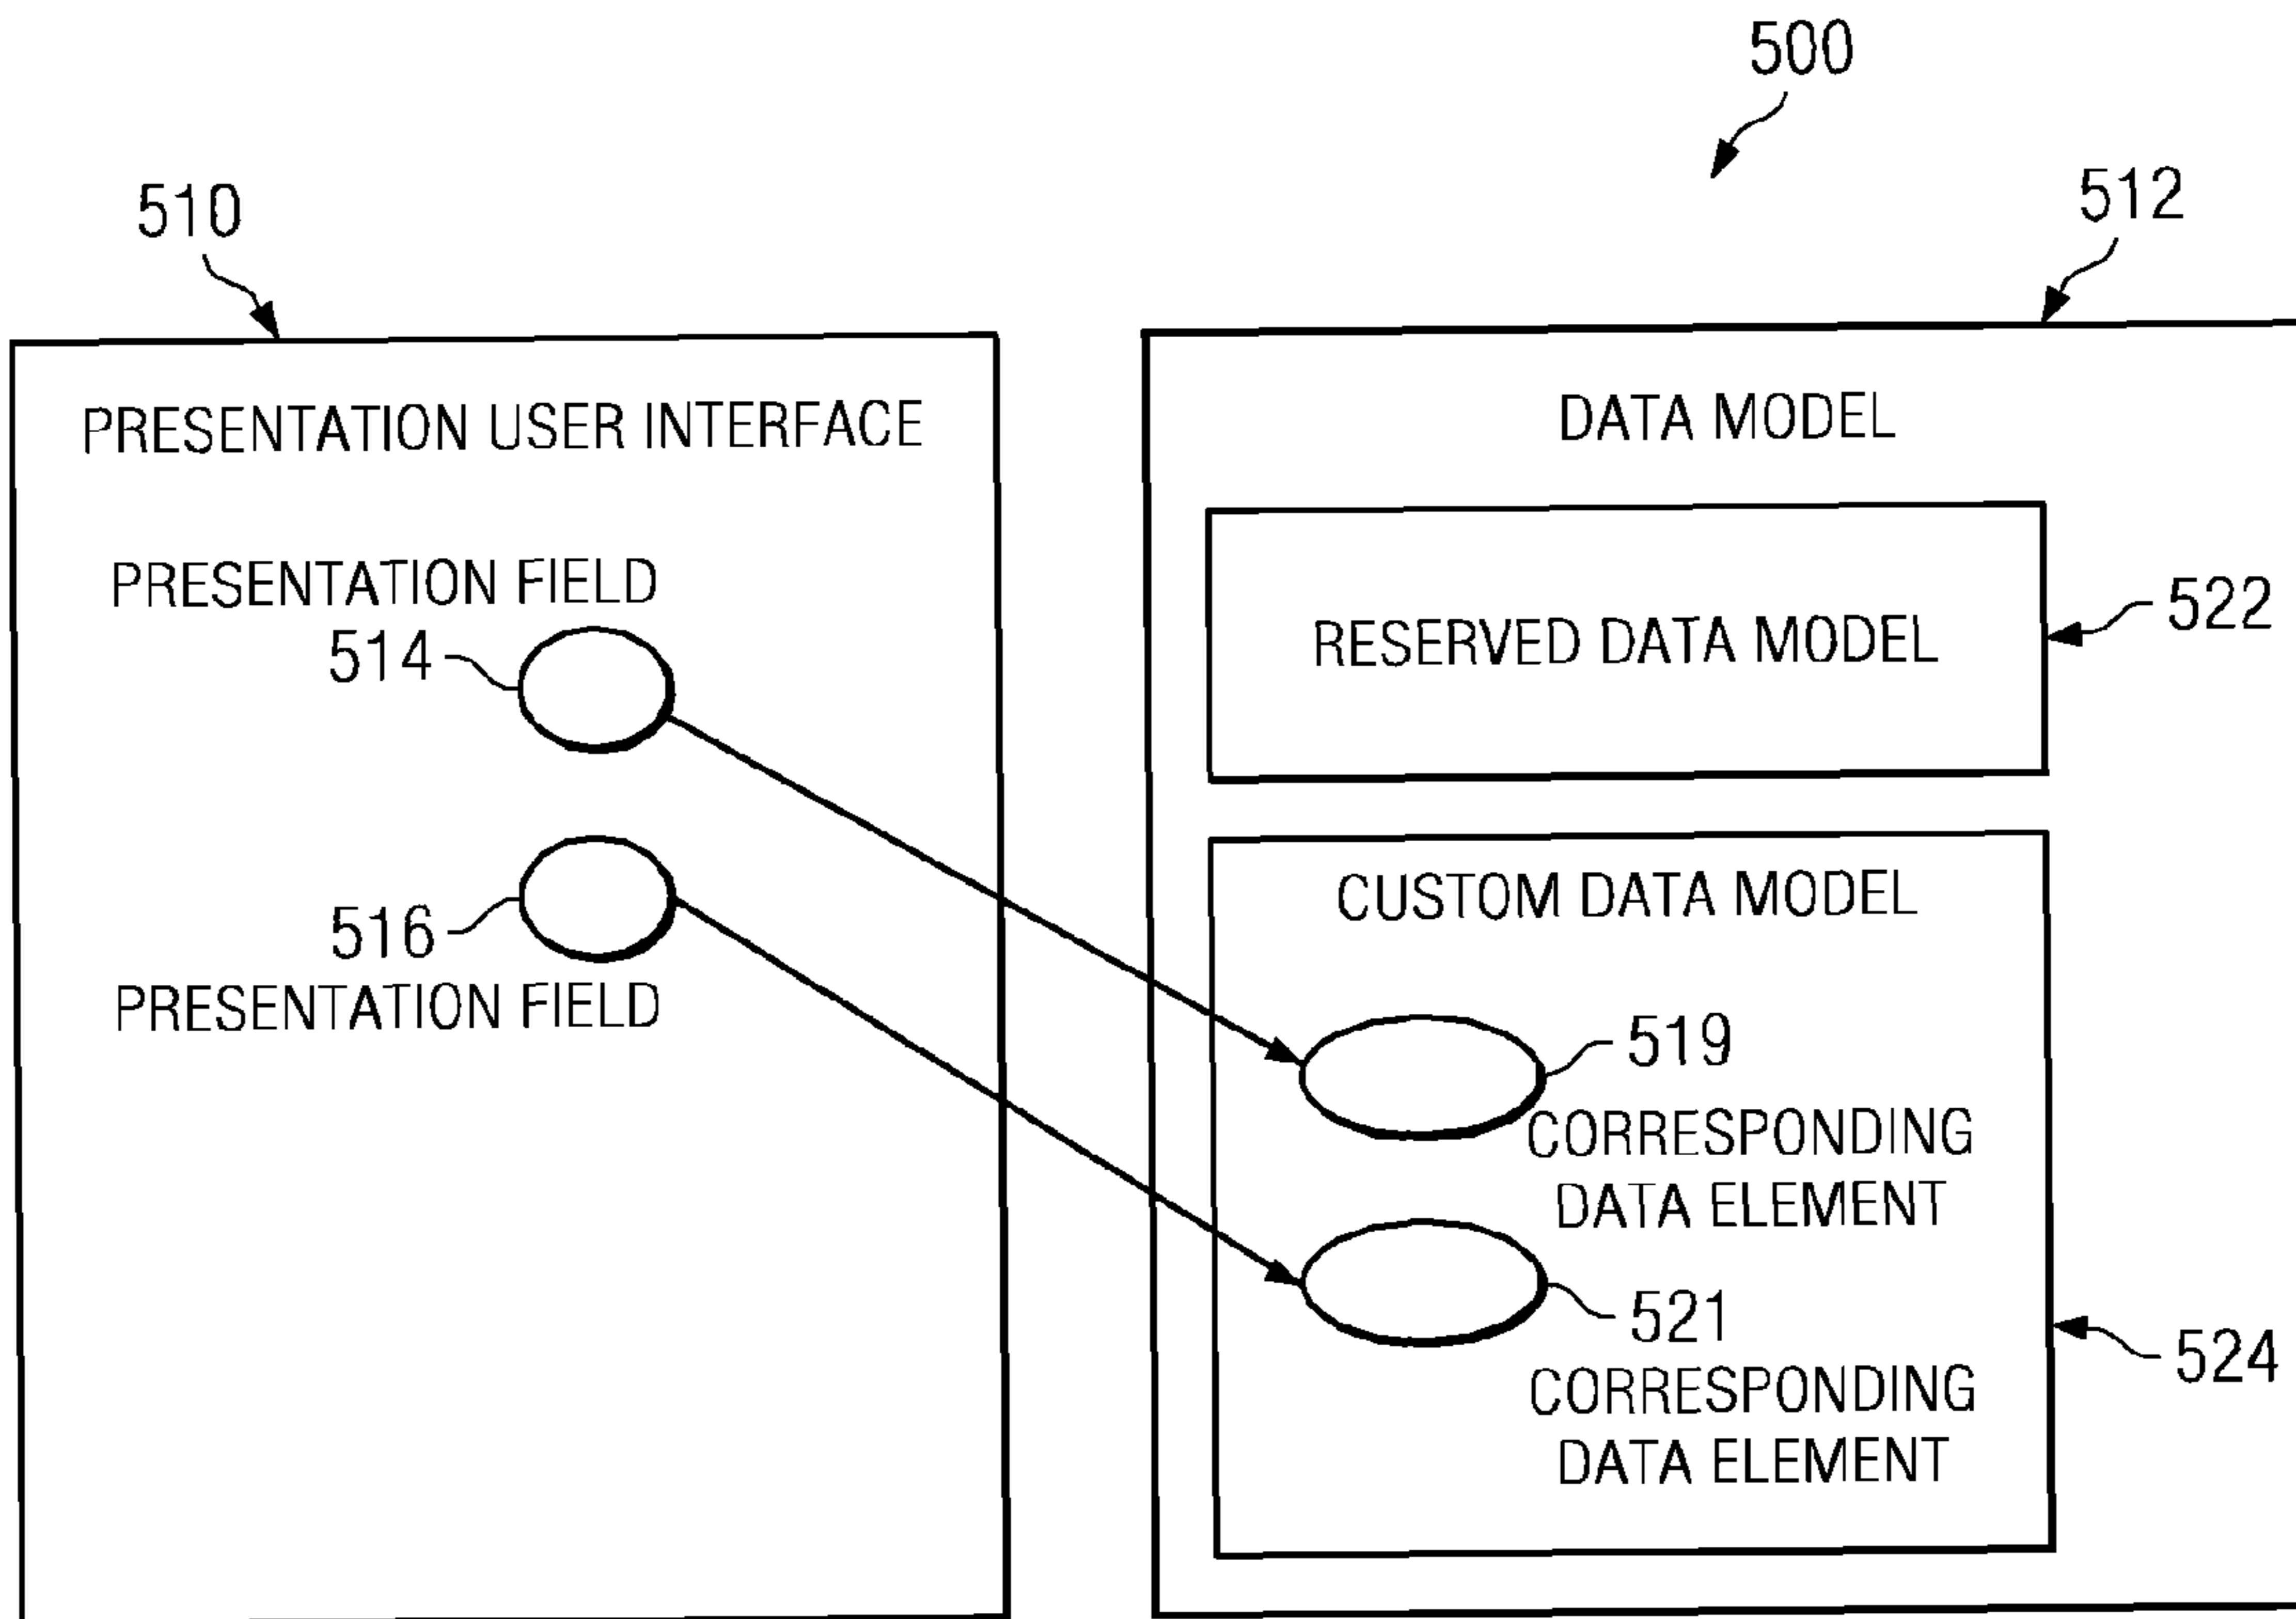 500
510
512
PRESENTATION USER INTERFACE
PRESENTATION FIELD
514
516
PRESENTATION FIELD
DATA MODEL
RESERVED DATA MODEL
522
CUSTOM DATA MODEL
519
CORRESPONDING
DATA ELEMENT
521
CORRESPONDING
DATA ELEMENT
524